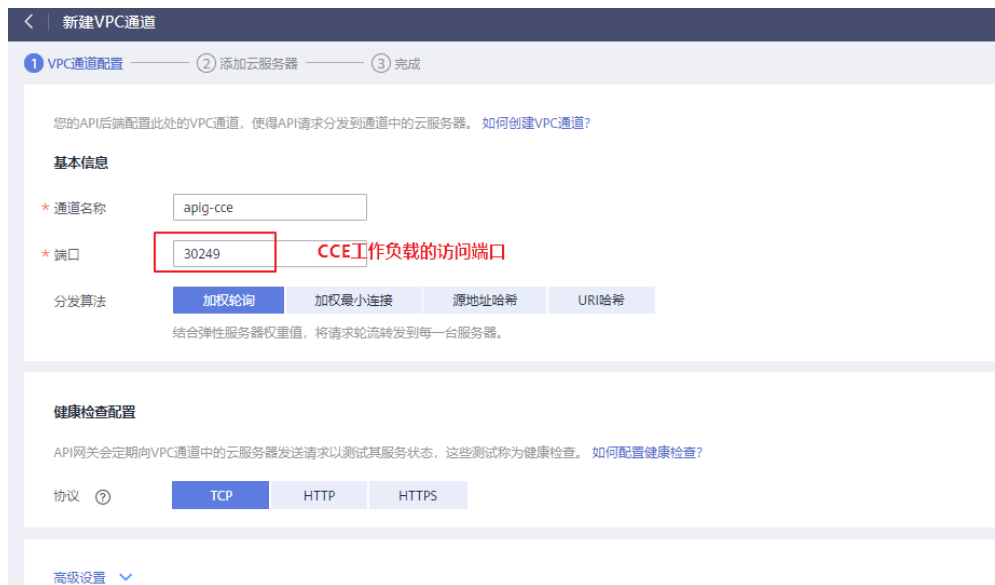 新建VPC通道
1 VPC通道配置 2 添加云服务器 3 完成
您的API后端配置此处的VPC通道，使得API请求分发到通道中的云服务器。 如何创建VPC通道?
基本信息
* 通道名称 apig-cce
* 端口 30249 CCE工作负载的访问端口
分发算法 加权轮询 加权最小连接 源地址哈希 URI哈希
结合弹性服务器权重值，将请求轮流转发到每一台服务器。
健康检查配置
API网关会定期向VPC通道中的云服务器发送请求以测试其服务状态，这些测试称为健康检查。 如何配置健康检查?
协议 ? TCP HTTP HTTPS
高级设置